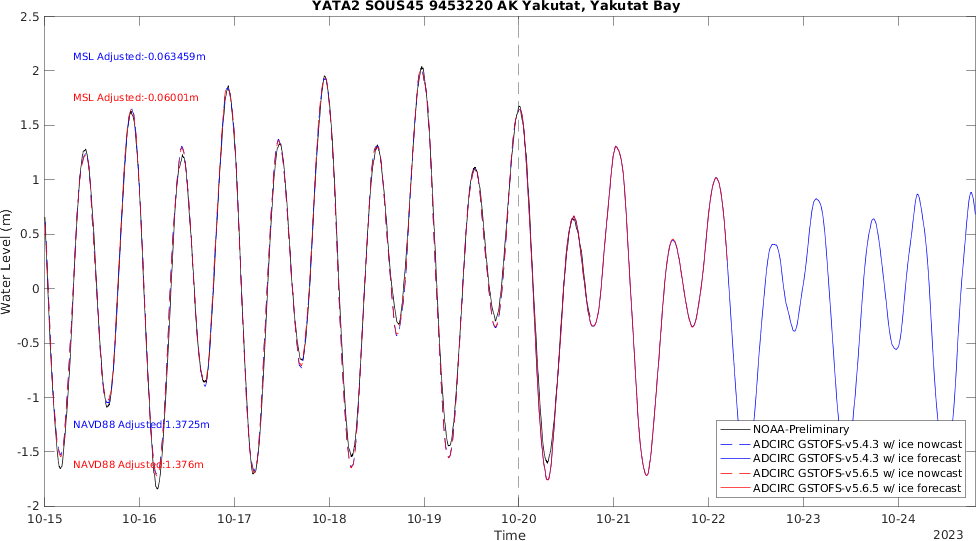 YATA2 SOUS45 9453220 AK Yakutat, Yakutat Bay
2.5
2
1.5
1
0.5
0
-0.5
-1
-1.5
-2
Water Level (m)
MSL Adjusted:-0.063459m
MSL Adjusted:-0.06001m
NAVD88 Adjusted:1.3725m
NAVD88 Adjusted:1.376m
NOAA-Preliminary
ADCIRC GSTOFS-v5.4.3 w/ ice nowcast
ADCIRC GSTOFS-v5.4.3 w/ ice forecast
ADCIRC GSTOFS-v5.6.5 w/ ice nowcast
ADCIRC GSTOFS-v5.6.5 w/ ice forecast
10-15 10-16 10-17 10-18 10-19 10-20 10-21 10-22 10-23 10-24
Time
2023